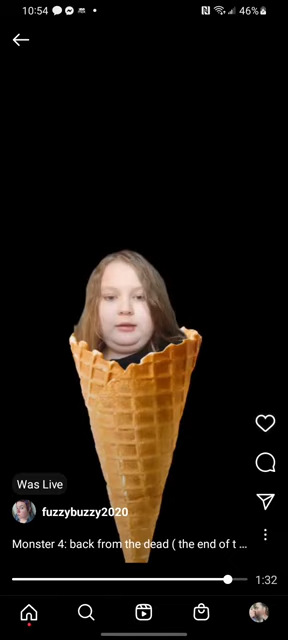 10:54
46%
Was Live
fuzzybuzzy2020
Monster 4: back from the dead ( the end of t ...
1:32